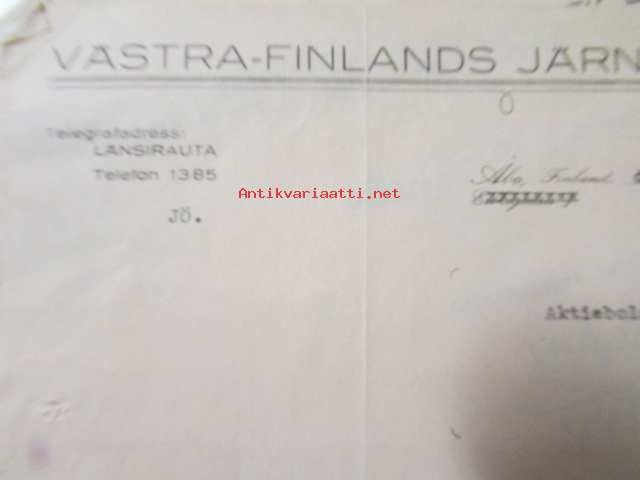 VÄSTRA-FINLANDS JÄRN
O
Telegrafadress:
LÄNSIRAUTA
Telefon 1385
Åbo, Finland
Antikvariaatti.net
JÖ.
Aktiebol